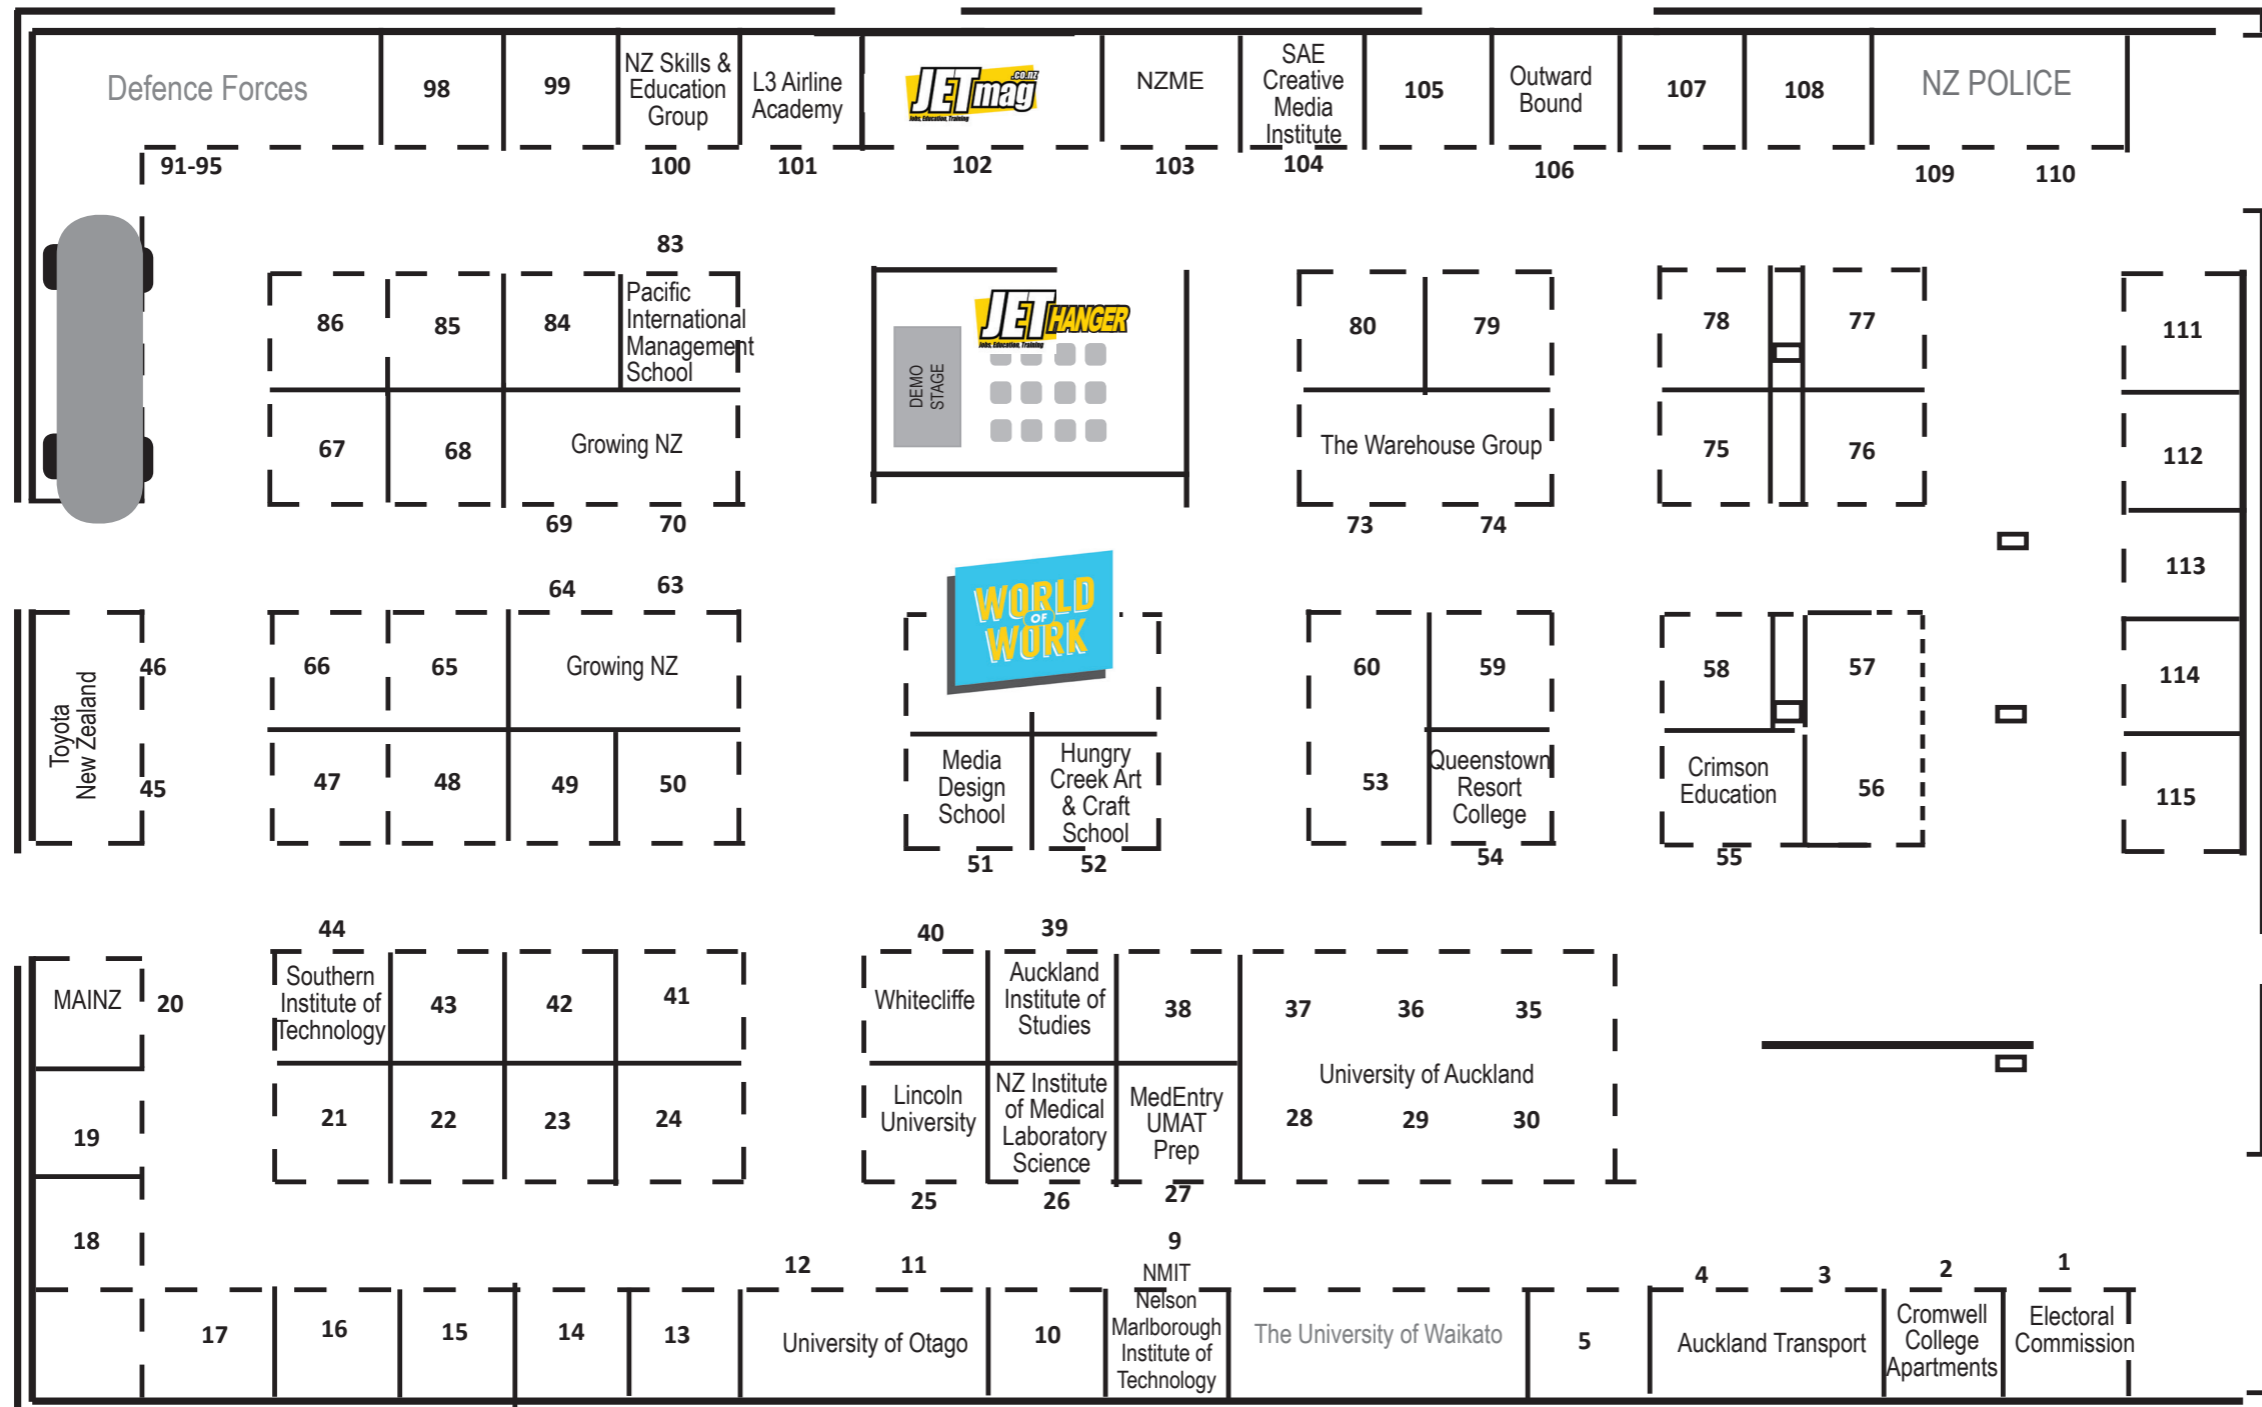 Defence Forces
98
99
NZ Skills &
Education
Group
L3 Airline
Academy
JETmag
.co.nz
Jobs, Education, Training
NZME
SAE
Creative
Media
Institute
105
Outward
Bound
107
108
NZ POLICE
91-95
100
101
102
103
104
106
109
110
83
86
85
84
Pacific
International
Management
School
JET HANGER
Jobs, Education, Training
DEMO
STAGE
80
79
78
77
111
67
68
Growing NZ
The Warehouse Group
75
76
112
69
70
73
74
113
64
63
WORLD
OF
WORK
46
45
Toyota
New Zealand
66
65
Growing NZ
60
59
58
57
114
47
48
49
50
Media
Design
School
Hungry
Creek Art
& Craft
School
53
Queenstown
Resort
College
Crimson
Education
56
115
51
52
54
55
44
40
39
MAINZ
20
Southern
Institute of
Technology
43
42
41
Whitecliffe
Auckland
Institute of
Studies
38
37
36
35
University of Auckland
19
21
22
23
24
Lincoln
University
NZ Institute
of Medical
Laboratory
Science
MedEntry
UMAT
Prep
28
29
30
25
26
27
18
12
11
9
4
3
2
1
17
16
15
14
13
University of Otago
10
NMIT
Nelson
Marlborough
Institute of
Technology
The University of Waikato
5
Auckland Transport
Cromwell
College
Apartments
Electoral
Commission